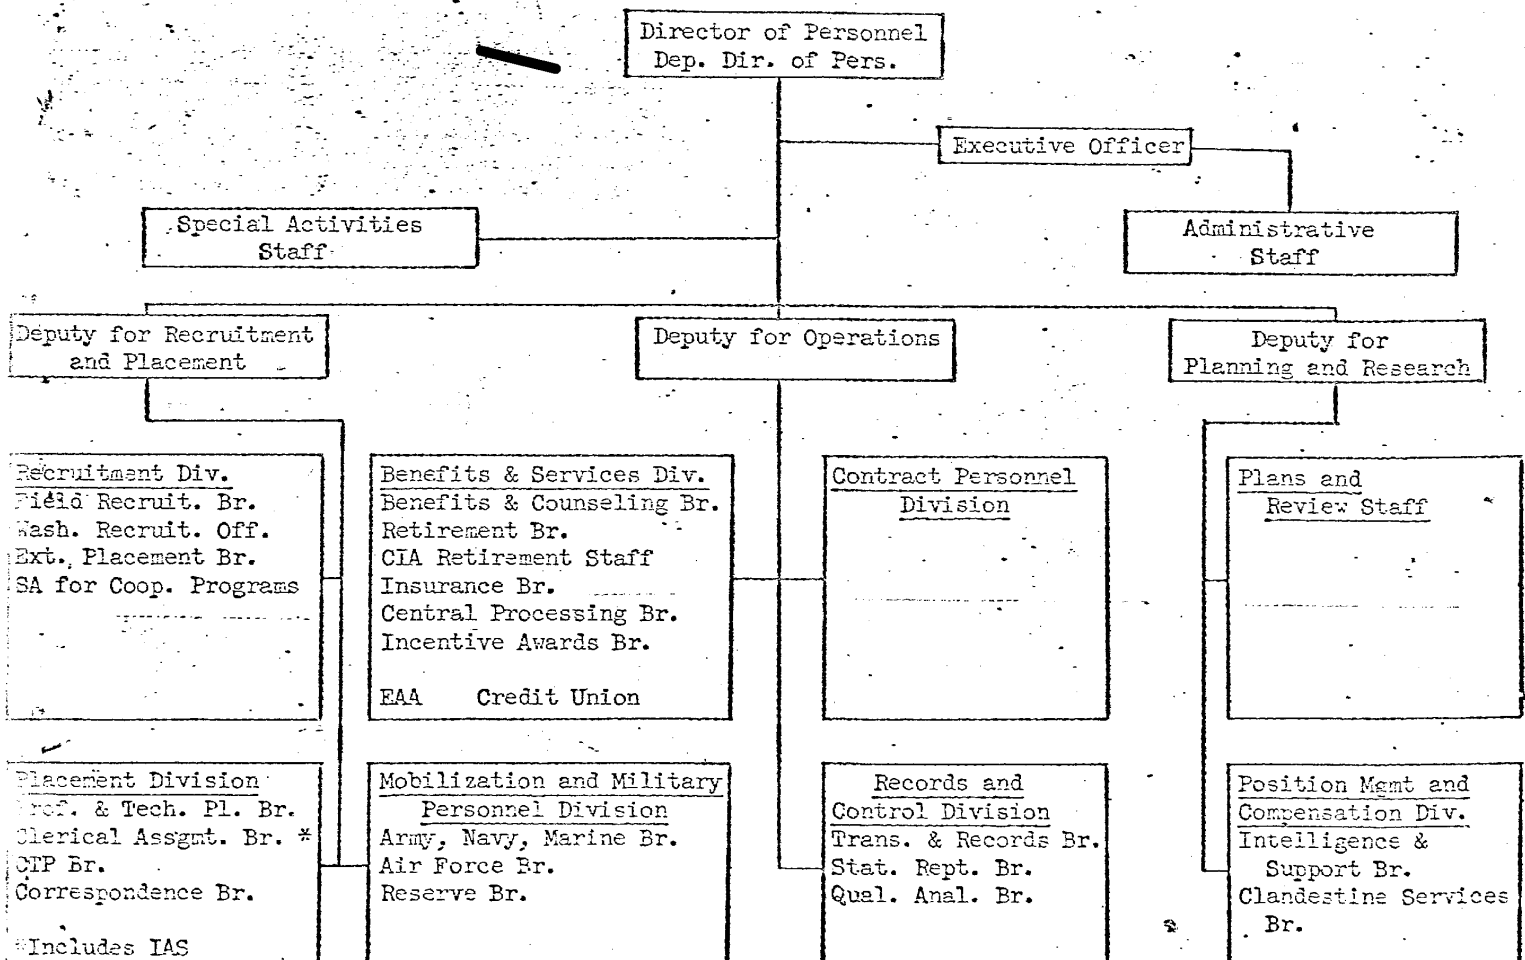 Director of Personnel
Dep. Dir. of Pers.
Executive Officer
Special Activities
Staff
Administrative
Staff
Deputy for Recruitment
and Placement
Deputy for Operations
Deputy for
Planning and Research
Recruitment Div.
Field Recruit. Br.
Wash. Recruit. Off.
Ext. Placement Br.
SA for Coop. Programs
Benefits & Services Div.
Benefits & Counseling Br.
Retirement Br.
CIA Retirement Staff
Insurance Br.
Central Processing Br.
Incentive Awards Br.
EAA Credit Union
Contract Personnel
Division
Plans and
Review Staff
Placement Division
Prof. & Tech. Pl. Br.
Clerical Assgmt. Br. *
CTP Br.
Correspondence Br.
*Includes IAS
Mobilization and Military
Personnel Division
Army, Navy, Marine Br.
Air Force Br.
Reserve Br.
Records and
Control Division
Trans. & Records Br.
Stat. Rept. Br.
Qual. Anal. Br.
Position Mgmt and
Compensation Div.
Intelligence &
Support Br.
Clandestine Services
Br.